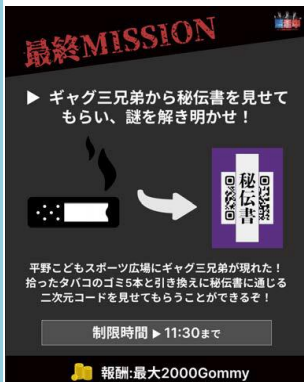 最終MISSION
▶ ギャグ三兄弟から秘伝書を見せて
もらい、謎を解き明かせ！
秘伝書
平野こどもスポーツ広場にギャグ三兄弟が現れた！
拾ったタバコのゴミ5本と引き換えに秘伝書に通じる
二次元コードを見せてもらうことができるぞ！
制限時間 ▶ 11:30まで
報酬:最大2000Gommy